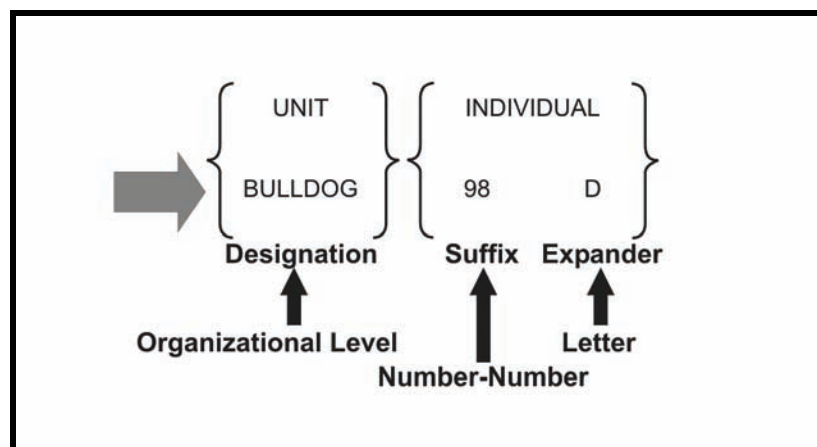 UNIT INDIVIDUAL
BULLDOG 98 D
Designation Suffix Expander
Organizational Level Letter
Number-Number